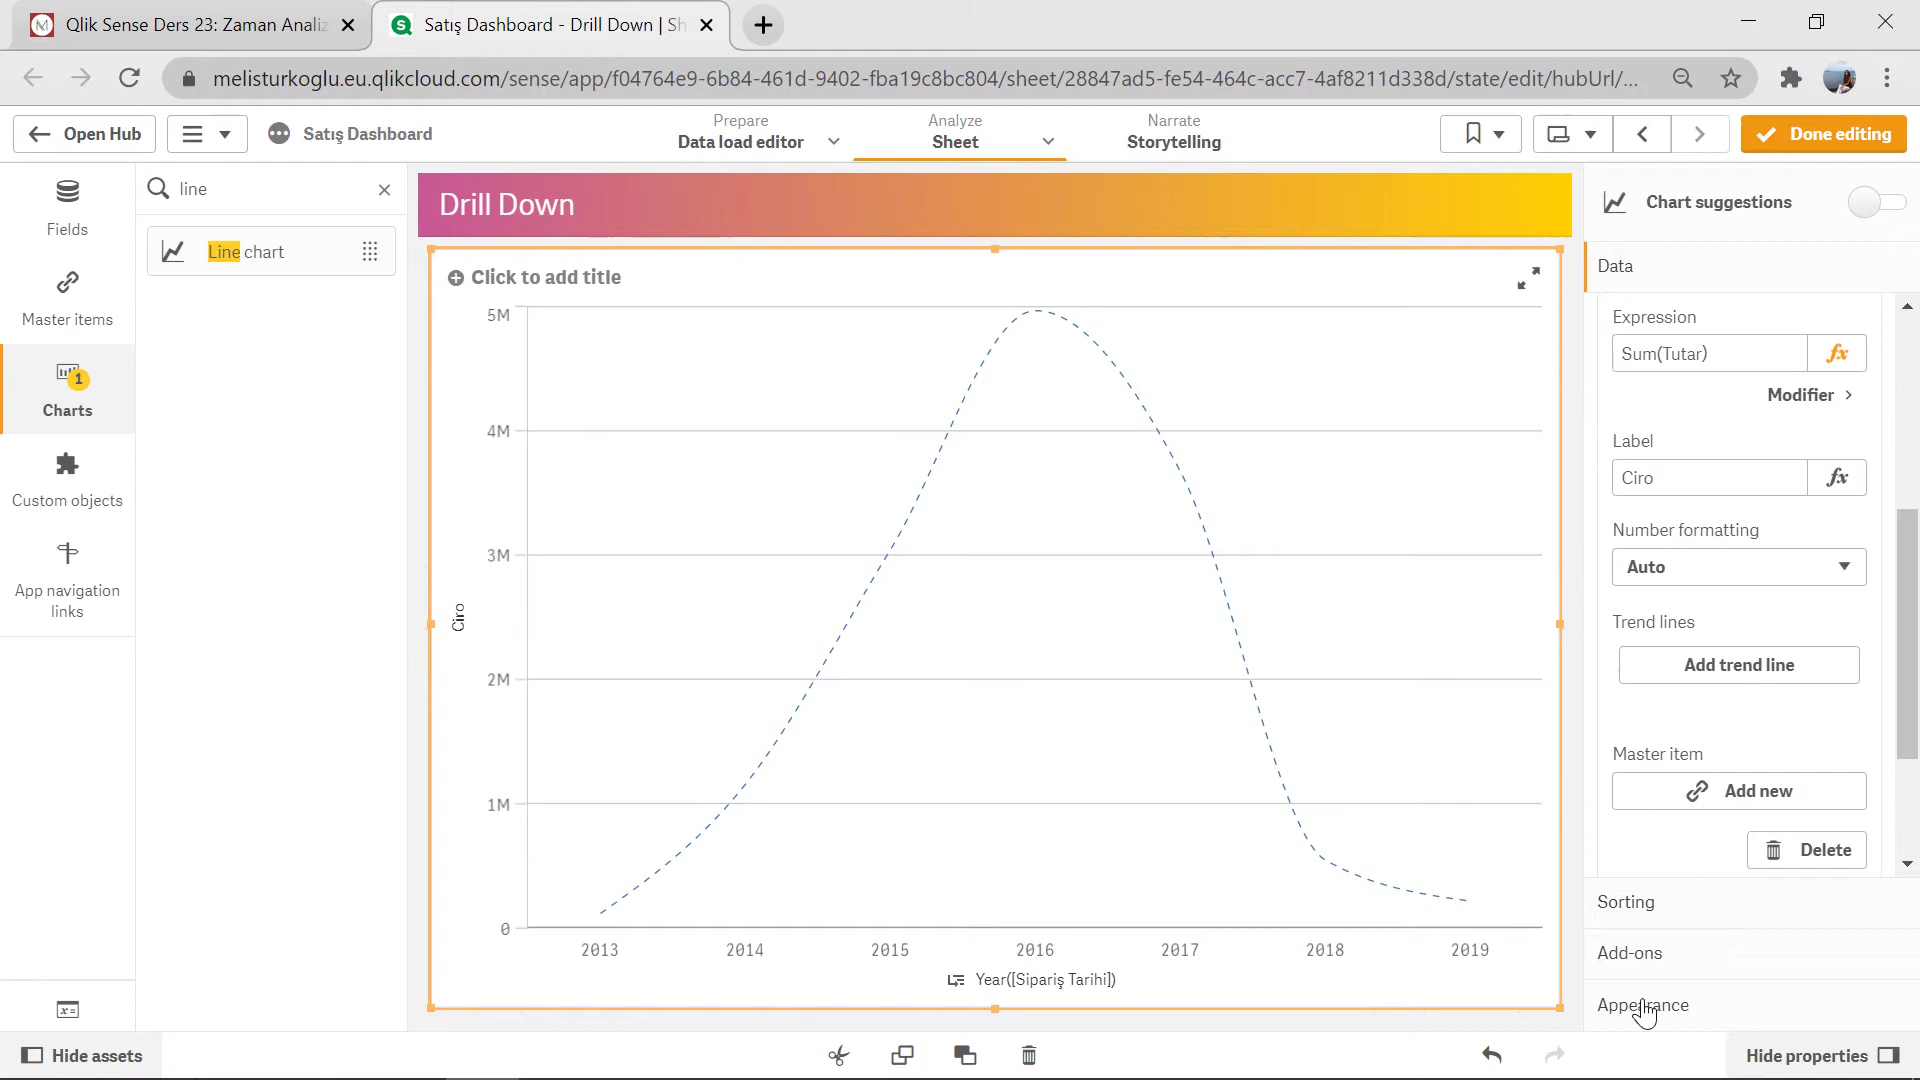 Qlik Sense Ders 23: Zaman Analiz
Satış Dashboard - Drill Down | Sh
melisturkoglu.eu.qlikcloud.com/sense/app/f04764e9-6b84-461d-9402-fba19c8bc804/sheet/28847ad5-fe54-464c-acc7-4af8211d338d/state/edit/hubUrl/...
Open Hub
Satış Dashboard
Prepare
Data load editor
Analyze
Sheet
Narrate
Storytelling
Done editing
Fields
Master items
1
Charts
Custom objects
App navigation
links
line
Line chart
Drill Down
Click to add title
5M
4M
3M
2M
1M
0
Ciro
2013 2014 2015 2016 2017 2018 2019
Year([Sipariş Tarihi])
Chart suggestions
Data
Expression
Sum(Tutar)
fx
Modifier
Label
Ciro
fx
Number formatting
Auto
Trend lines
Add trend line
Master item
Add new
Delete
Sorting
Add-ons
Appearance
Hide assets
Hide properties